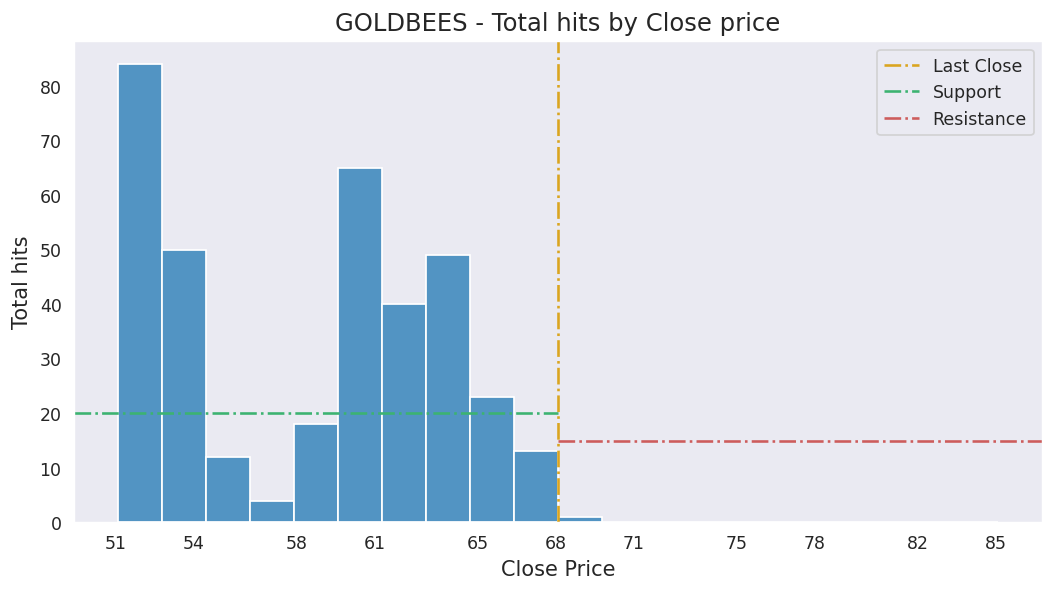 GOLDBEES - Total hits by Close price
Last Close
Support
Resistance
Total hits
80
70
60
50
40
30
20
10
0
51 54 58 61 65 68 71 75 78 82 85
Close Price